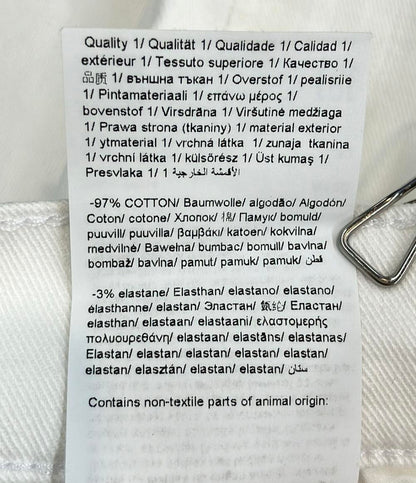 Quality 1/ Qualität 1/ Qualidade 1/ Calidad 1/
extérieur 1/ Tessuto superiore 1/ Качество 1/
品质 1/ външна тъкан 1/ Overstof 1/ pealisriie
1/ Pintamateriaali 1/ επάνω μέρος 1/
bovenstof 1/ Virsdrāna 1/ Viršutinė medžiaga
1/ Prawa strona (tkaniny) 1/ material exterior
1/ ytmaterial 1/ vrchná látka 1/ zunaja tkanina
1/ vrchní látka 1/ külsőrész 1/ Üst kumaş 1/
Presvlaka 1/ 1 الأقمشة الخارجية
-97% COTTON/ Baumwolle/ algodão/ Algodón/
Coton/ cotone/ Хлопок/ 棉/ Памук/ bomuld/
puuvill/ puuvilla/ βαμβάκι/ katoen/ kokvilna/
medvilnė/ Bawełna/ bumbac/ bomull/ bavlna/
bombaž/ bavlna/ pamut/ pamuk/ pamuk/ قطن
-3% elastane/ Elasthan/ elastano/ elastano/
élasthanne/ elastan/ Эластан/ 氨纶/ Еластан/
elasthan/ elastaan/ elastaani/ ελαστομερής
πολυουρεθάνη/ elastaan/ elastāns/ elastanas/
Elastan/ elastan/ elastan/ elastan/ elastan/
elastan/ elasztán/ elastan/ elastan/
Contains non-textile parts of animal origin: